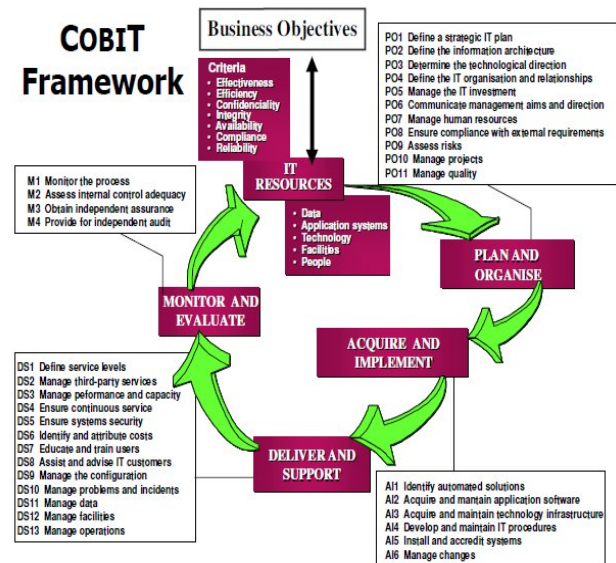 COBIT
Framework
Business Objectives
Criteria
• Effectiveness
• Efficiency
• Confidenciality
• Integrity
• Availability
• Compliance
• Reliability
IT
RESOURCES
• Data
• Application systems
• Technology
• Facilities
• People
PO1 Define a strategic IT plan
PO2 Define the information architecture
PO3 Determine the technological direction
PO4 Define the IT organisation and relationships
PO5 Manage the IT investment
PO6 Communicate management aims and direction
PO7 Manage human resources
PO8 Ensure compliance with external requirements
PO9 Assess risks
PO10 Manage projects
PO11 Manage quality
PLAN AND
ORGANISE
ACQUIRE AND
IMPLEMENT
AI1 Identify automated solutions
AI2 Acquire and mantain application software
AI3 Acquire and maintain technology infrastructure
AI4 Develop and maintain IT procedures
AI5 Install and accredit systems
AI6 Manage changes
DELIVER AND
SUPPORT
DS1 Define service levels
DS2 Manage third-party services
DS3 Manage peformance and capacity
DS4 Ensure continuous service
DS5 Ensure systems security
DS6 Identify and attribute costs
DS7 Educate and train users
DS8 Assist and advise IT customers
DS9 Manage the configuration
DS10 Manage problems and incidents
DS11 Manage data
DS12 Manage facilities
DS13 Manage operations
MONITOR AND
EVALUATE
M1 Monitor the process
M2 Assess internal control adequacy
M3 Obtain independent assurance
M4 Provide for independent audit